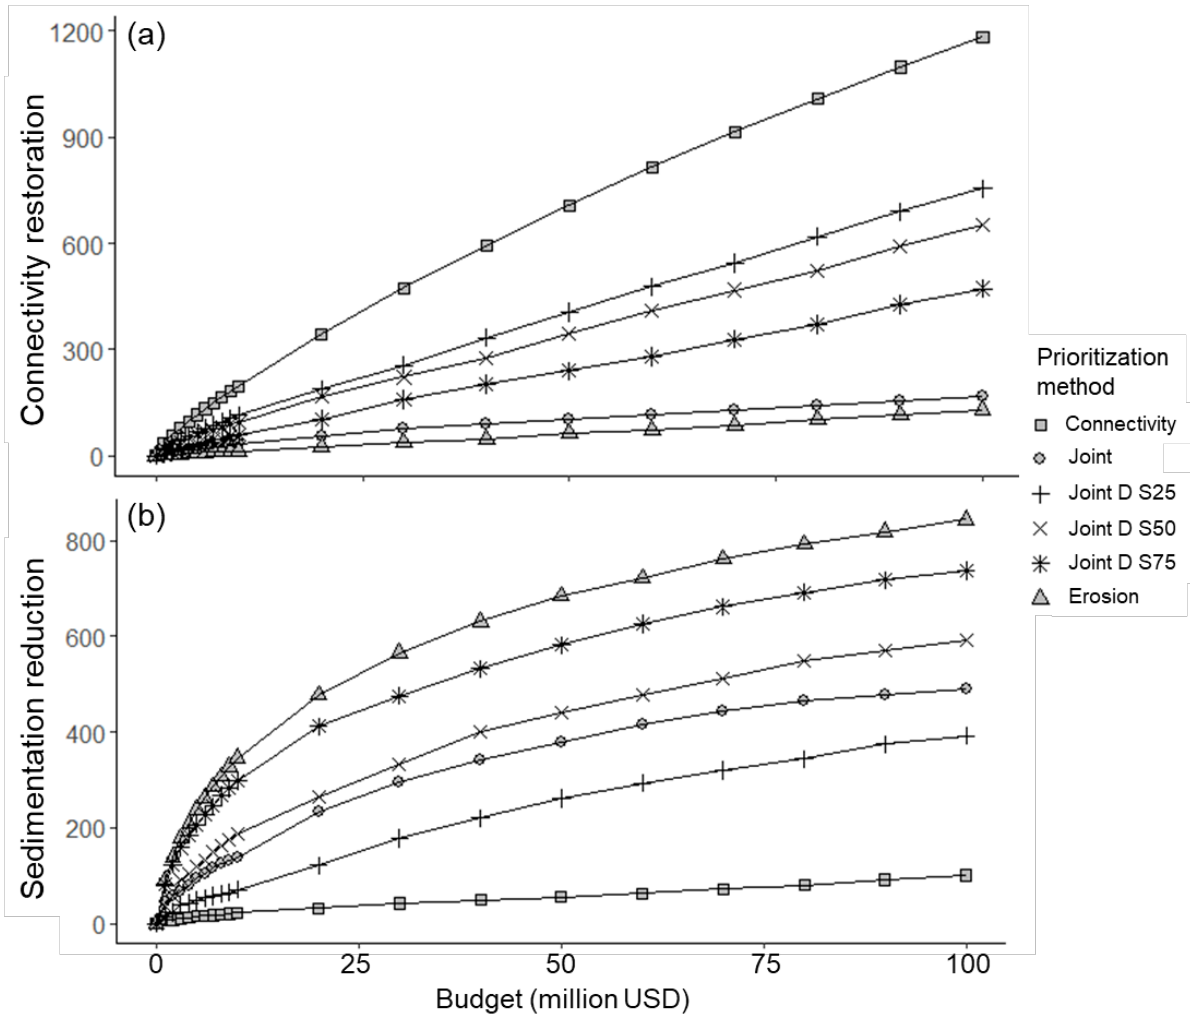 (a)
1200
900
600
300
0
Connectivity restoration
Prioritization
method
Connectivity
Joint
Joint D S25
Joint D S50
Joint D S75
Erosion
(b)
800
600
400
200
0
Sedimentation reduction
0 25 50 75 100
Budget (million USD)